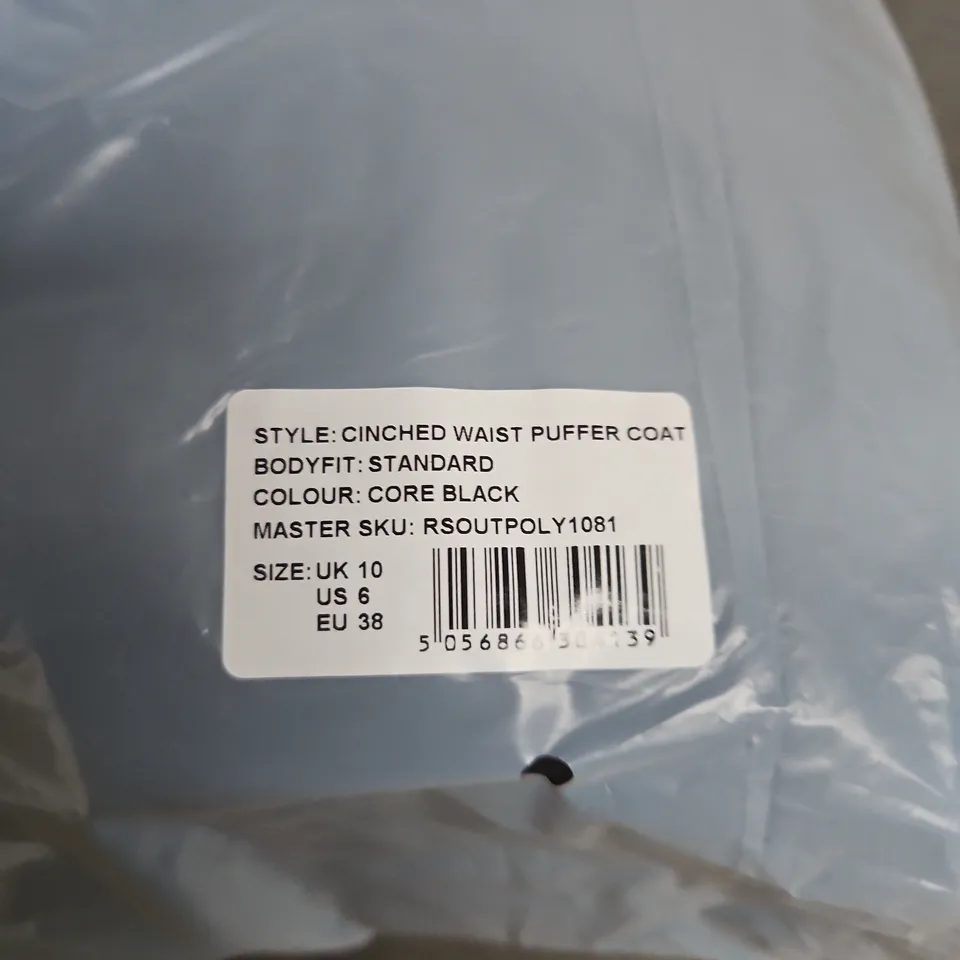 STYLE: CINCHED WAIST PUFFER COAT
BODYFIT: STANDARD
COLOUR: CORE BLACK
MASTER SKU: RSOUTPOLY1081
SIZE: UK 10
US 6
EU 38